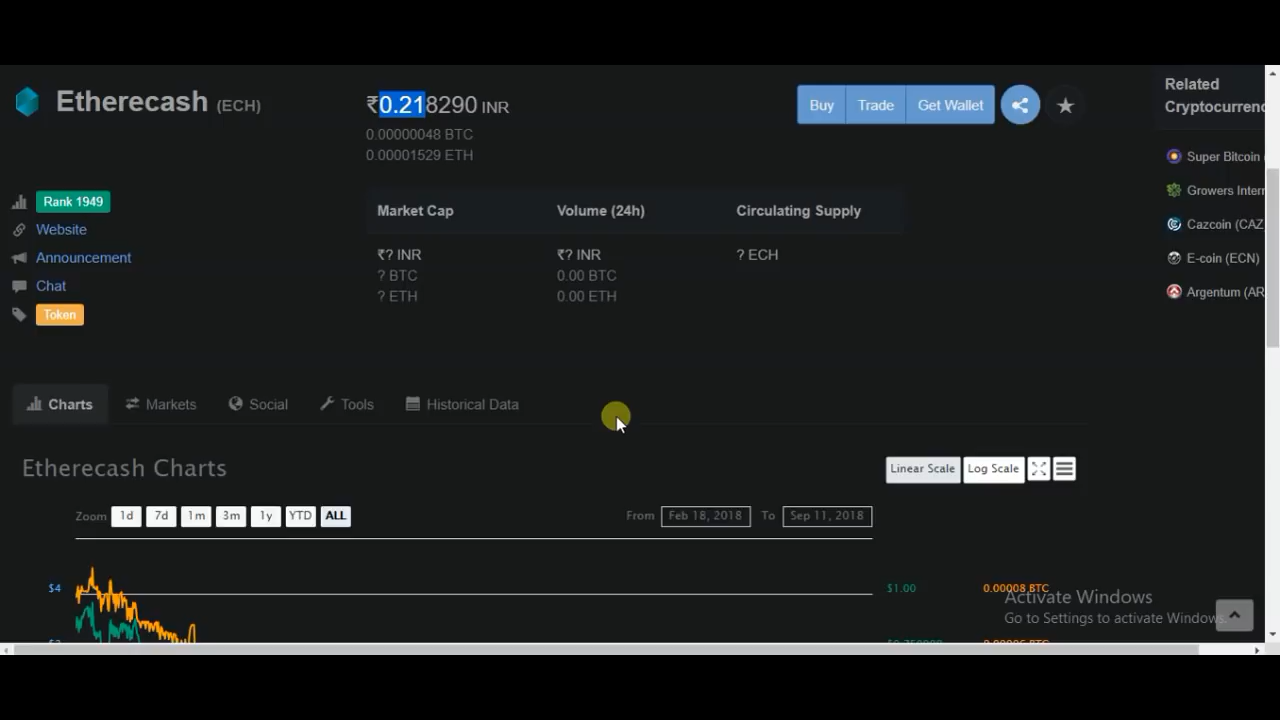 Etherecash (ECH)
₹0.218290 INR
0.00000048 BTC
0.00001529 ETH
Buy
Trade
Get Wallet
Related
Cryptocurrenc
Super Bitcoin (
Growers Intern
Cazcoin (CAZ
E-coin (ECN)
Argentum (AR
Rank 1949
Website
Announcement
Chat
Token
Market Cap
Volume (24h)
Circulating Supply
₹? INR
₹? INR
? ECH
? BTC
0.00 BTC
? ETH
0.00 ETH
Charts
Markets
Social
Tools
Historical Data
Etherecash Charts
Linear Scale
Log Scale
Zoom
1d
7d
1m
3m
1y
YTD
ALL
From
Feb 18, 2018
To
Sep 11, 2018
$4
$1.00
0.00008 BTC
Activate Windows
Go to Settings to activate Windows.